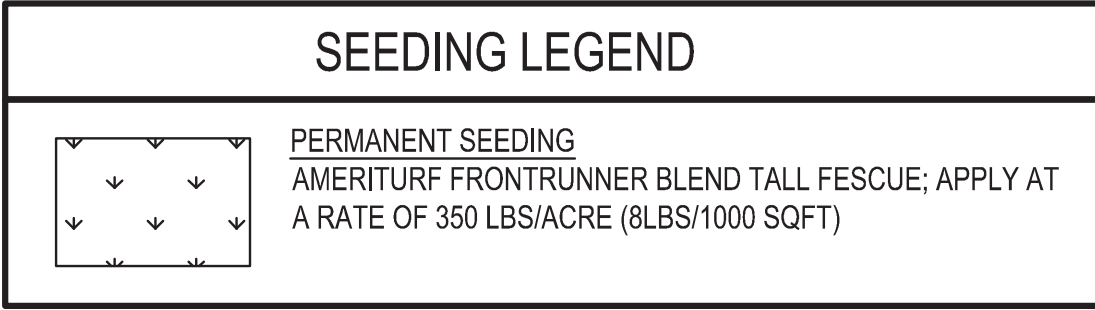 SEEDING LEGEND
PERMANENT SEEDING
AMERITURF FRONTRUNNER BLEND TALL FESCUE; APPLY AT
A RATE OF 350 LBS/ACRE (8LBS/1000 SQFT)